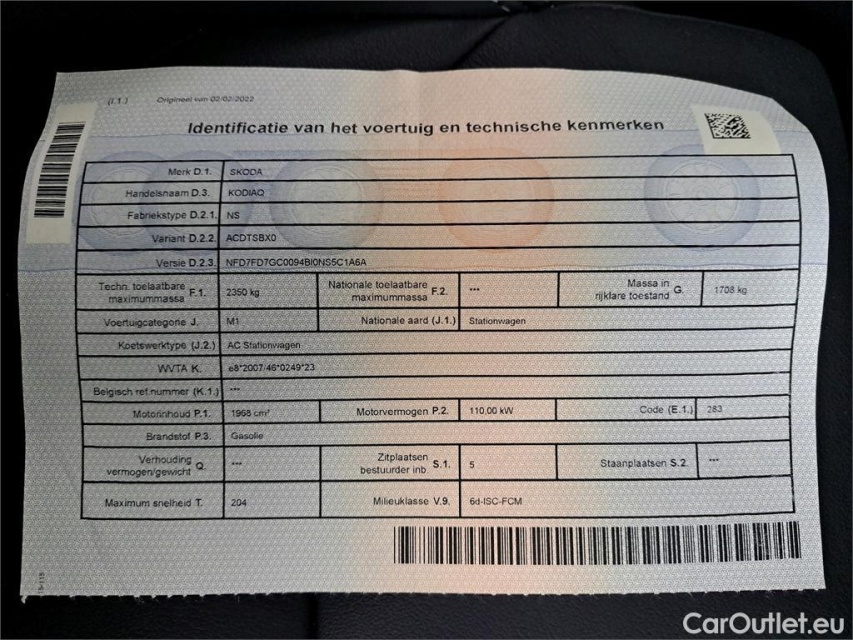 (I.1.) Origineel van 02/02/2022
Identificatie van het voertuig en technische kenmerken
Merk D.1. SKODA
Handelsnaam D.3. KODIAQ
Fabriekstype D.2.1. NS
Variant D.2.2. ACDTSBX0
Versie D.2.3. NFD7FD7GC0094BI0NS5C1A6A
Techn. toelaatbare maximummassa F.1. 2350 kg Nationale toelaatbare maximummassa F.2. *** Massa in rijklare toestand G. 1708 kg
Voertuigcategorie J. M1 Nationale aard (J.1.) Stationwagen
Koetswerktype (J.2.) AC Stationwagen
WVTA K. e8*2007/46*0249*23
Belgisch ref.nummer (K.1.) ***
Motorinhoud P.1. 1968 cm³ Motorvermogen P.2. 110,00 kW Code (E.1.) 283
Brandstof P.3. Gasolie
Verhouding vermogen/gewicht Q. *** Zitplaatsen bestuurder inb. S.1. 5 Staanplaatsen S.2. ***
Maximum snelheid T. 204 Milieuklasse V.9. 6d-ISC-FCM
CarOutlet.eu